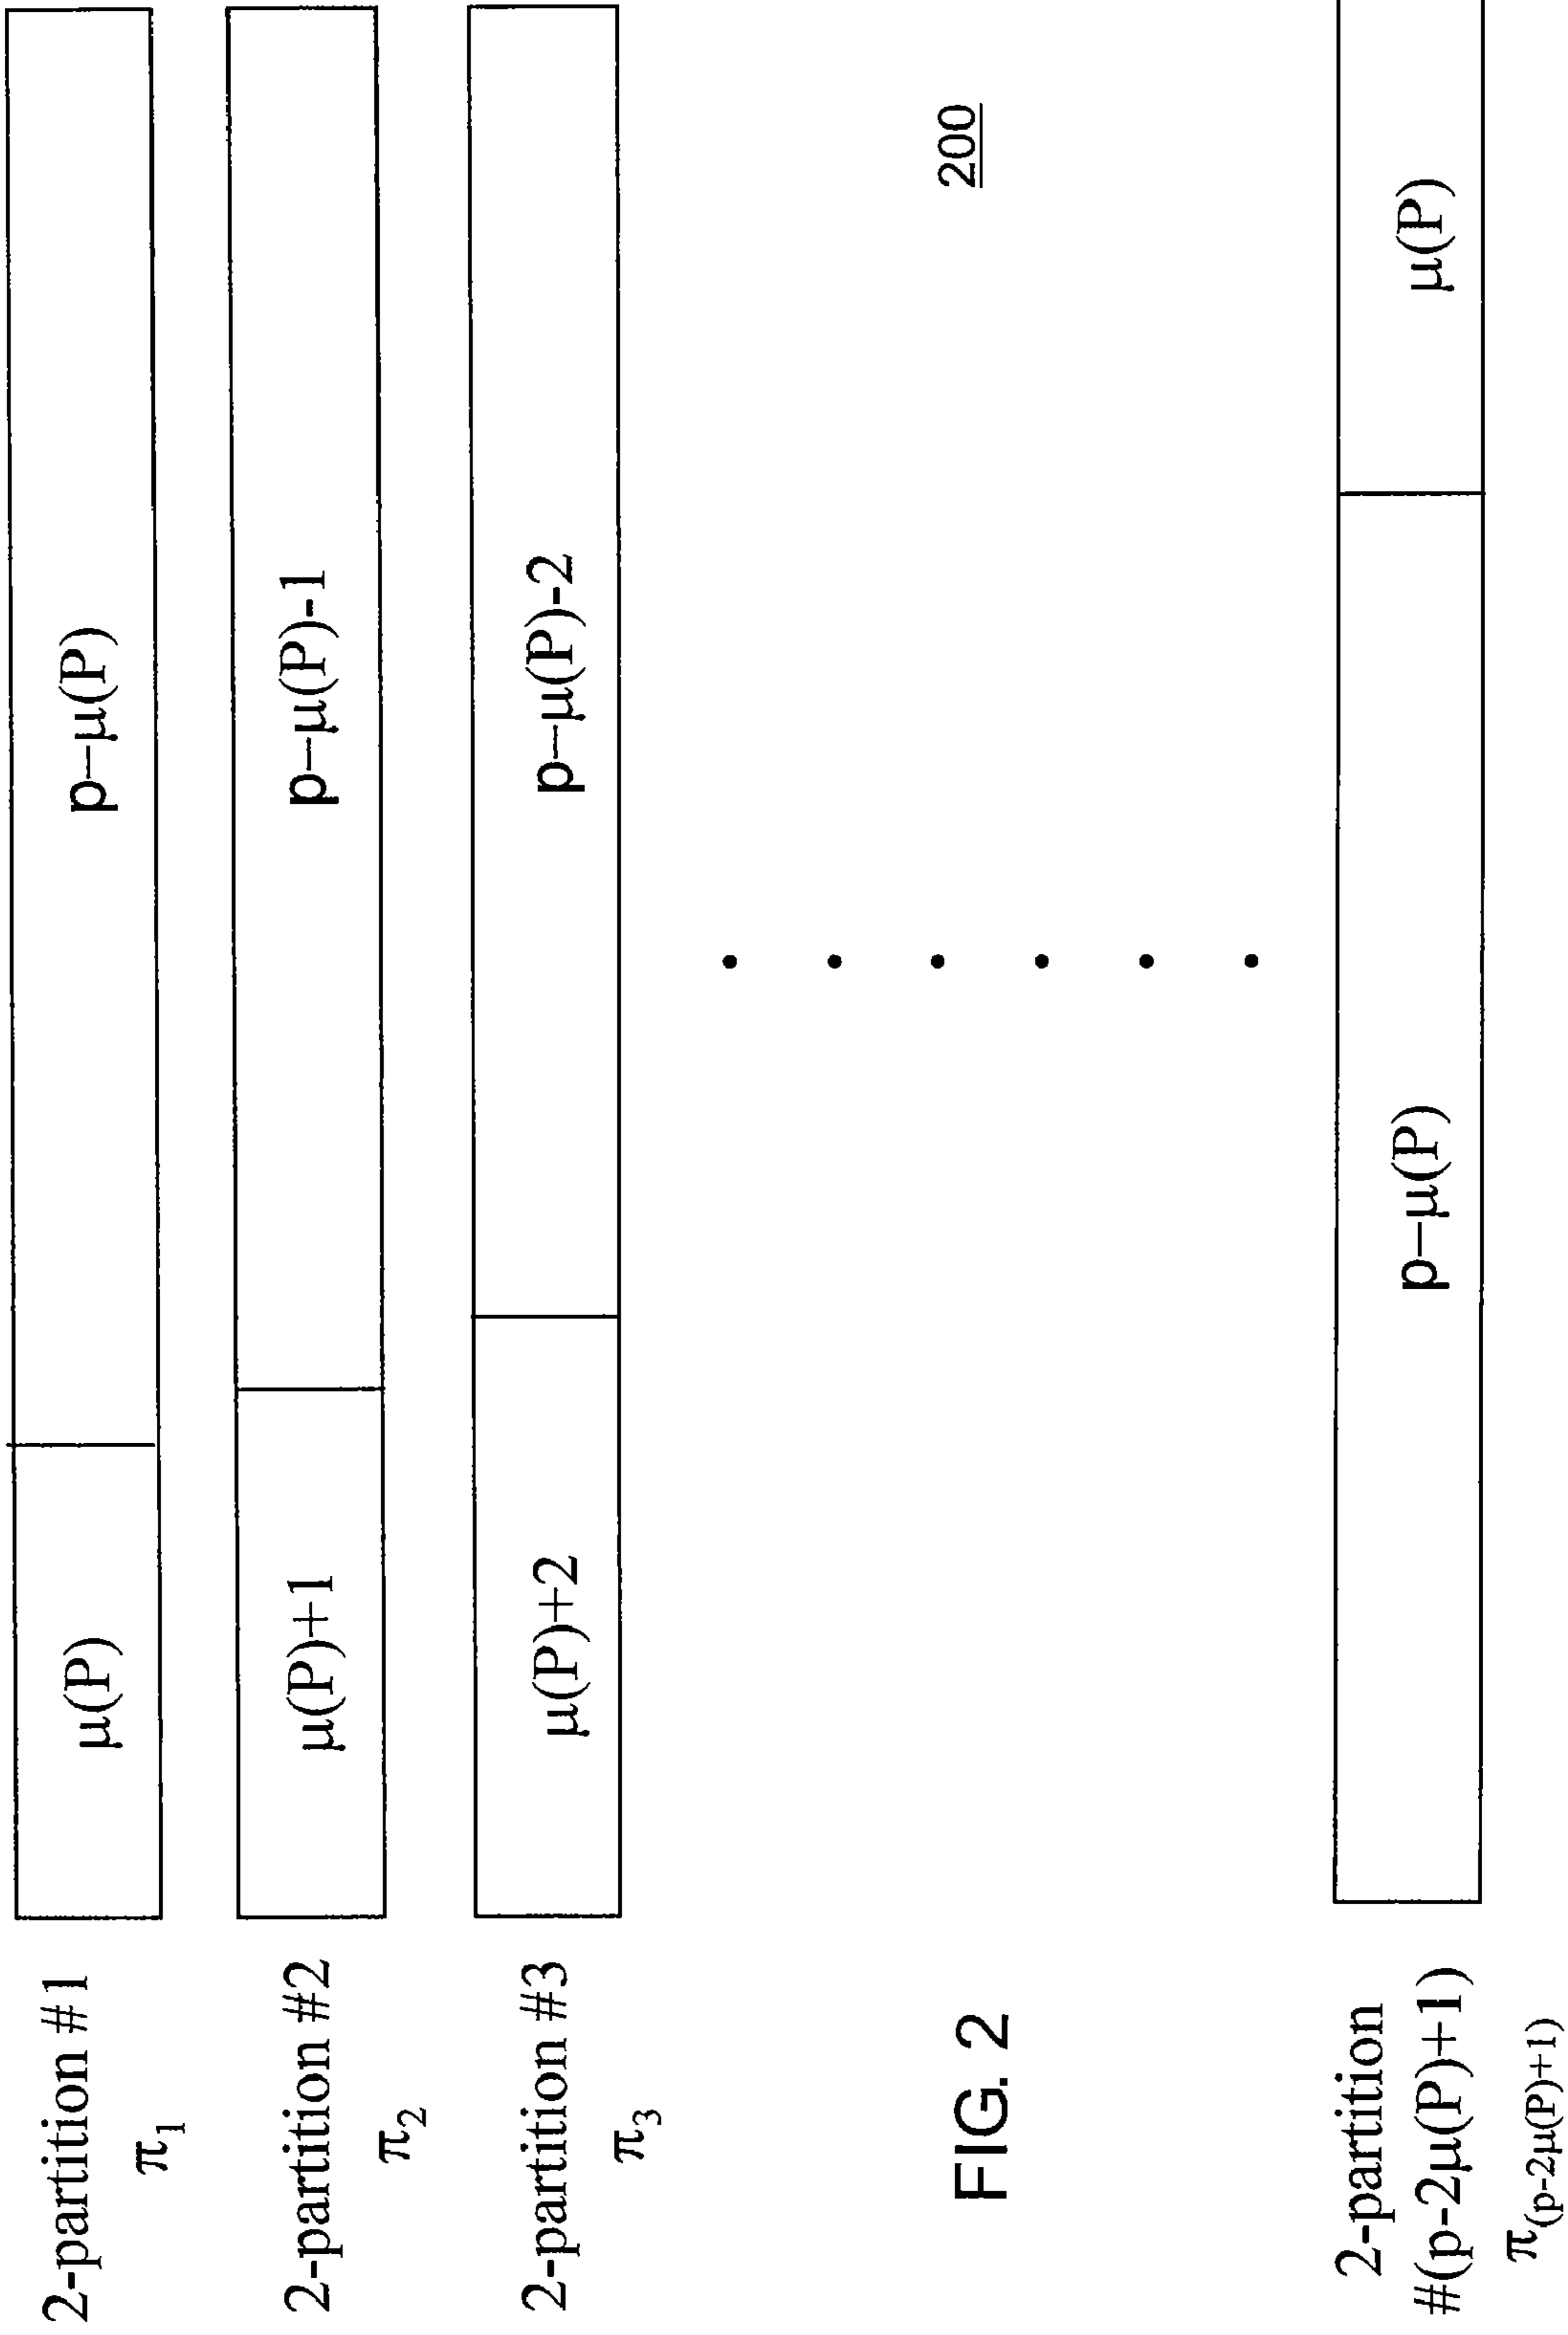 2-partition #1
π1
μ(P)
p–μ(P)
2-partition #2
π2
μ(P)+1
p–μ(P)-1
2-partition #3
π3
μ(P)+2
p–μ(P)-2
200
FIG. 2
2-partition
#(p-2μ(P)+1)
π(p-2μ(P)+1)
p–μ(P)
μ(P)